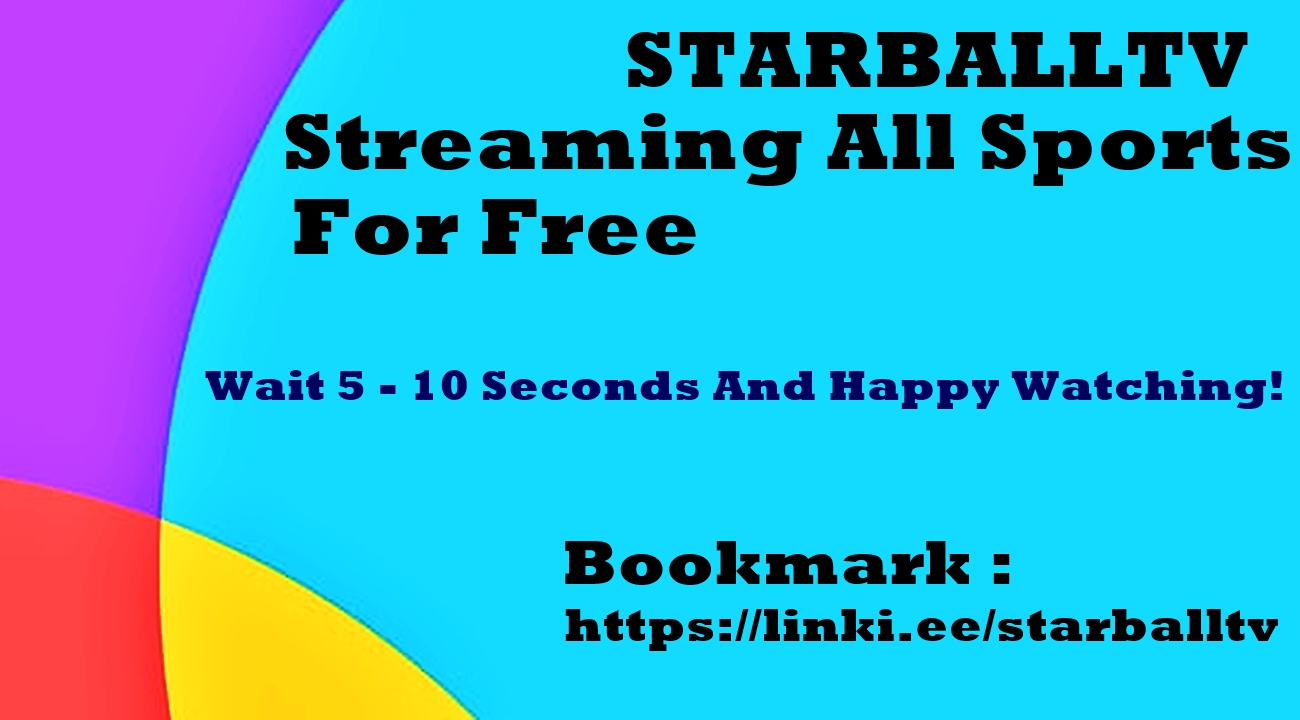 STARBALLTV
Streaming All Sports
For Free
Wait 5 - 10 Seconds And Happy Watching!
Bookmark :
https://linki.ee/starballtv